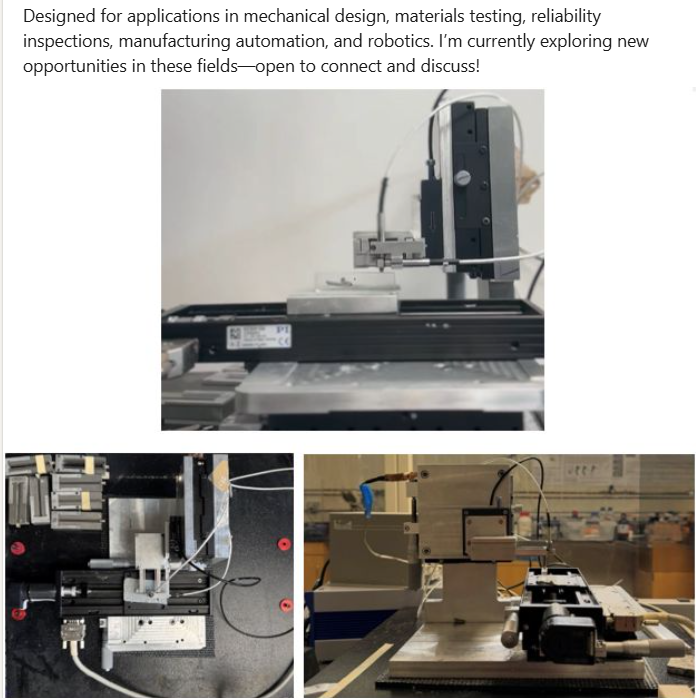 Designed for applications in mechanical design, materials testing, reliability
inspections, manufacturing automation, and robotics. I’m currently exploring new
opportunities in these fields—open to connect and discuss!
PI
CE